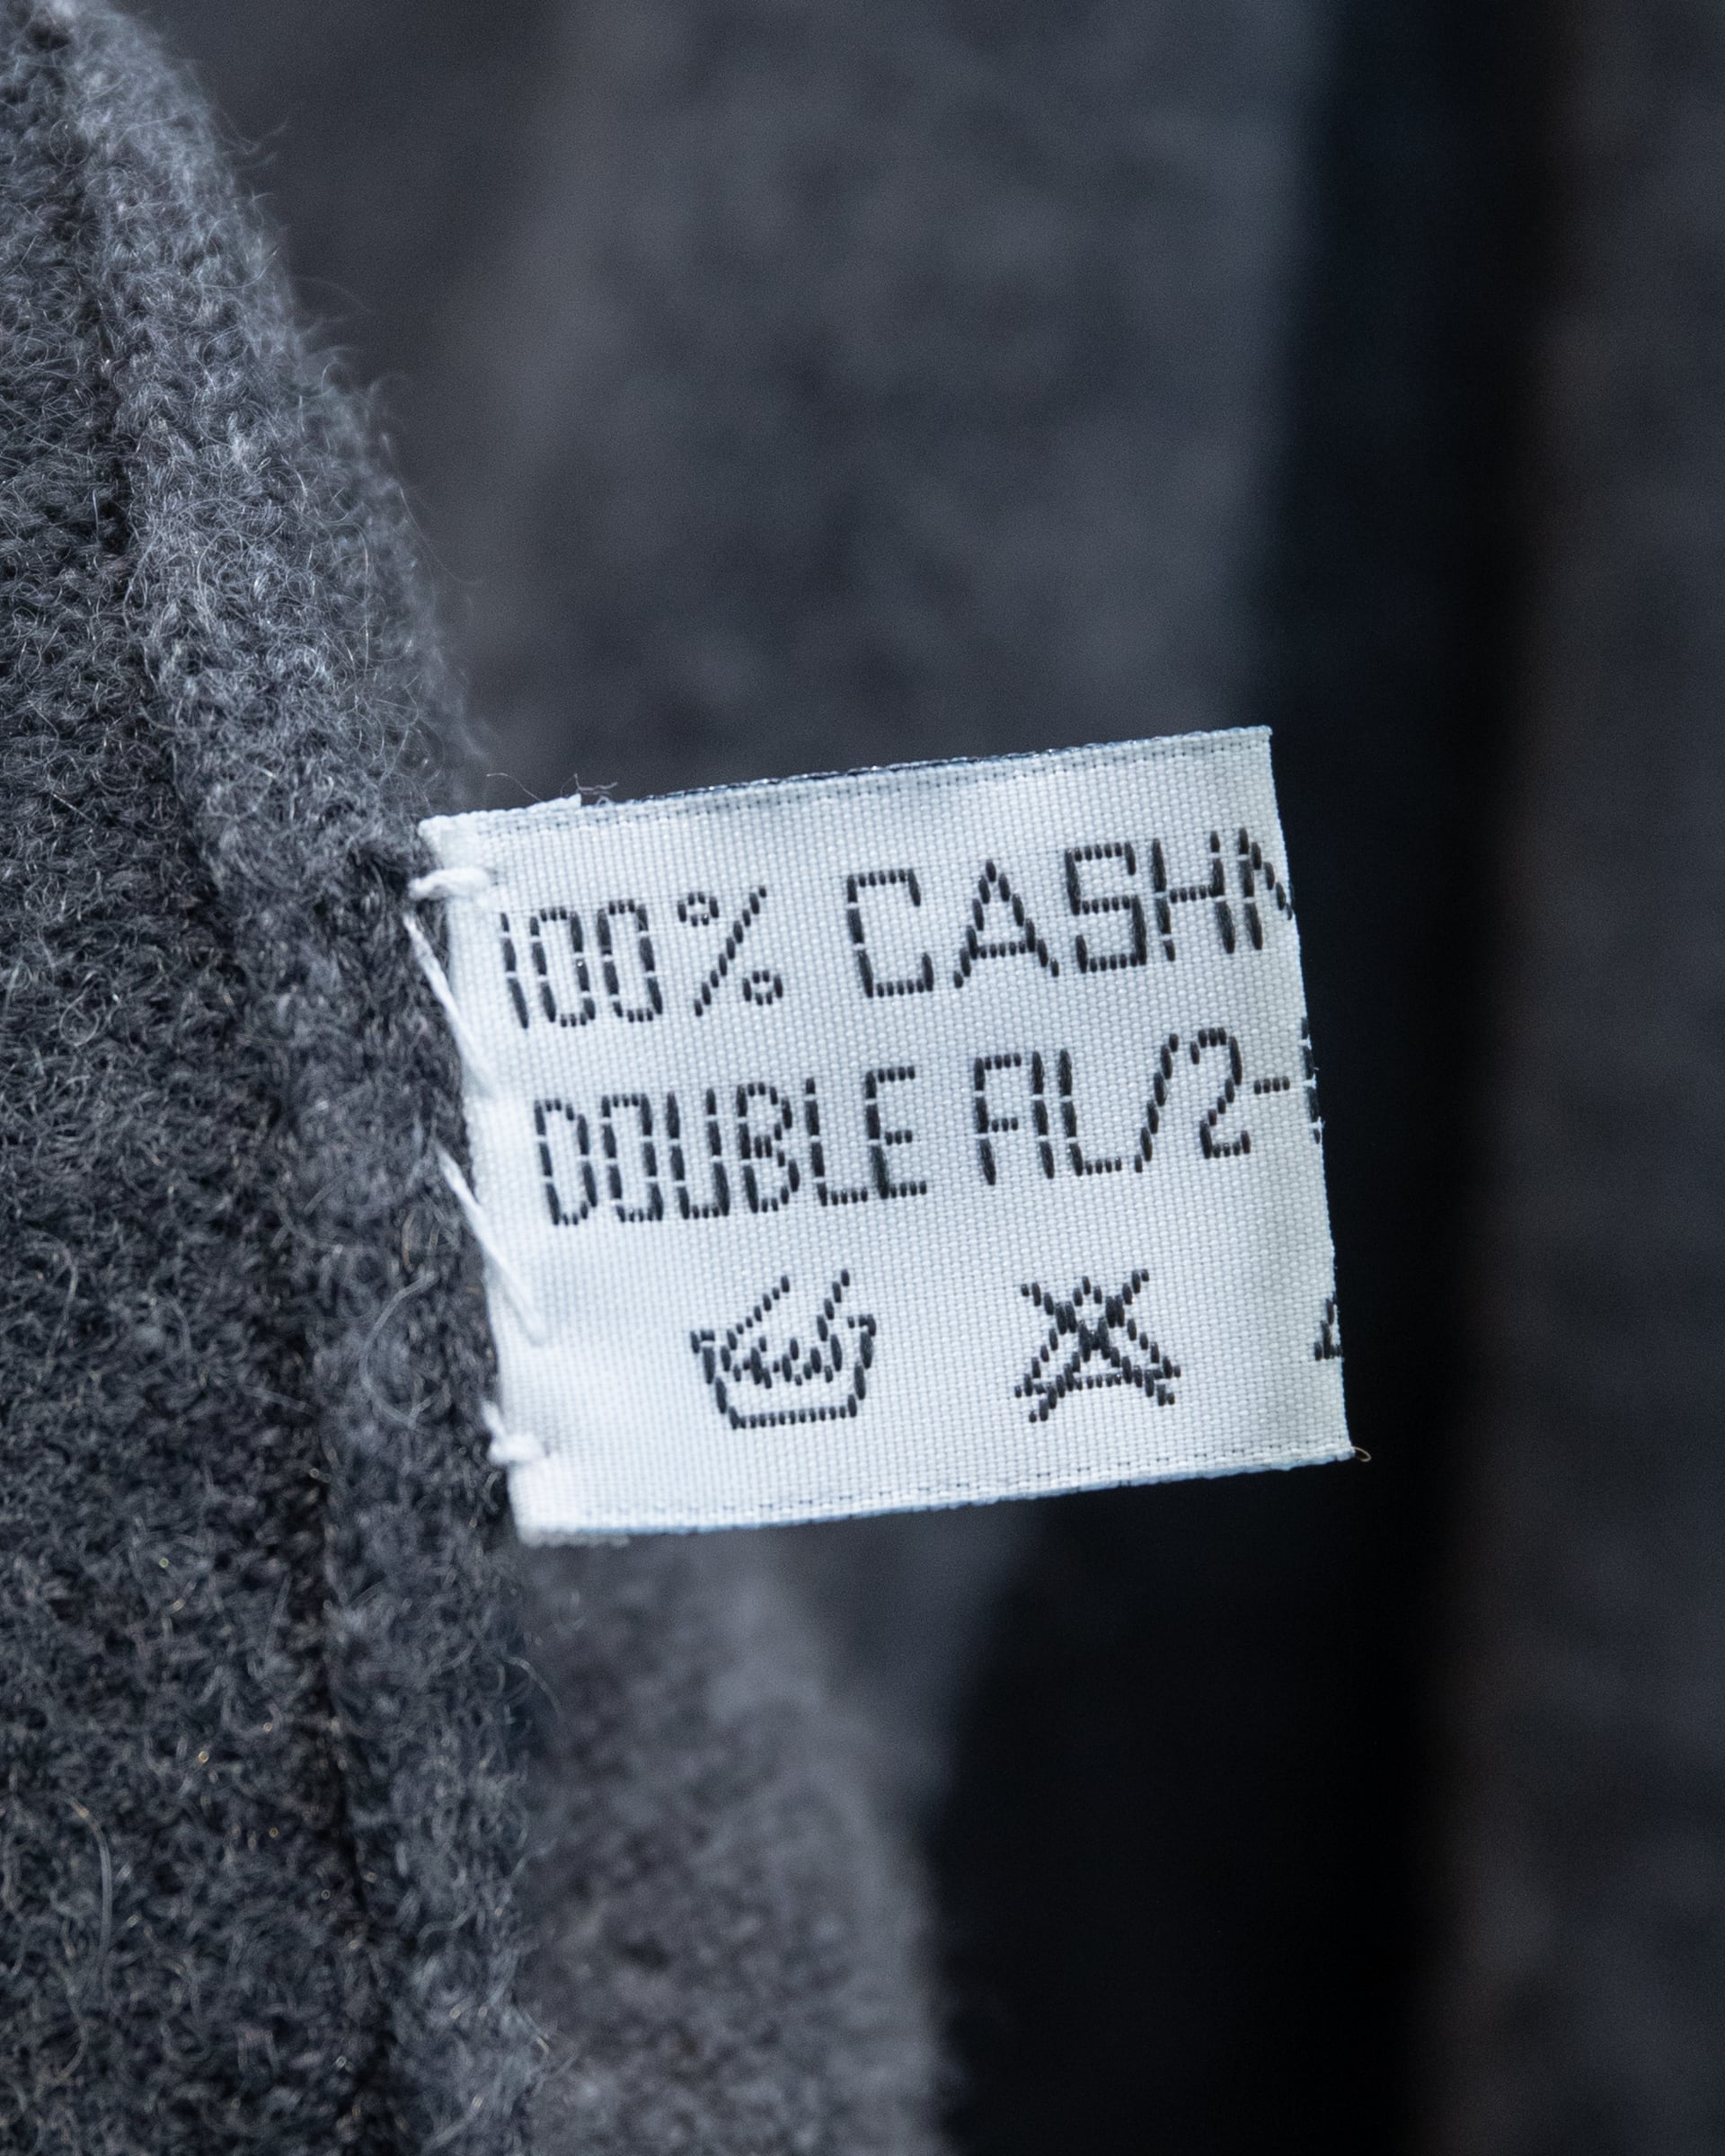 100% CASHM
DOUBLE FIL/2-